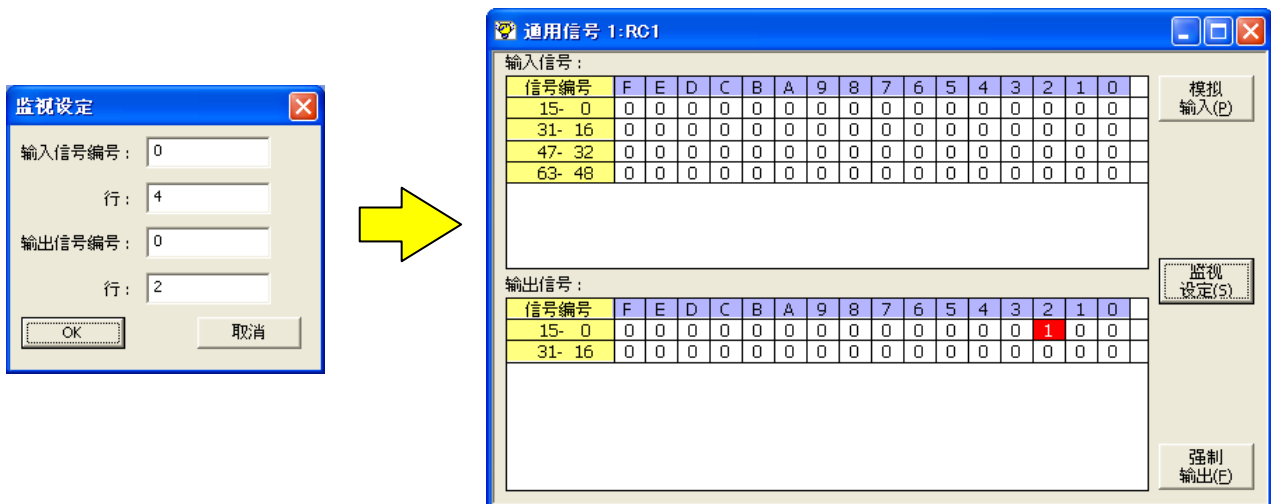 监视设定
输入信号编号： 0
行： 4
输出信号编号： 0
行： 2
OK 取消
通用信号 1:RC1
输入信号：
信号编号 F E D C B A 9 8 7 6 5 4 3 2 1 0
15- 0 0 0 0 0 0 0 0 0 0 0 0 0 0 0 0 0
31- 16 0 0 0 0 0 0 0 0 0 0 0 0 0 0 0 0
47- 32 0 0 0 0 0 0 0 0 0 0 0 0 0 0 0 0
63- 48 0 0 0 0 0 0 0 0 0 0 0 0 0 0 0 0
模拟
输入(P)
监视
设定(S)
输出信号：
信号编号 F E D C B A 9 8 7 6 5 4 3 2 1 0
15- 0 0 0 0 0 0 0 0 0 0 0 0 0 0 1 0 0
31- 16 0 0 0 0 0 0 0 0 0 0 0 0 0 0 0 0
强制
输出(F)